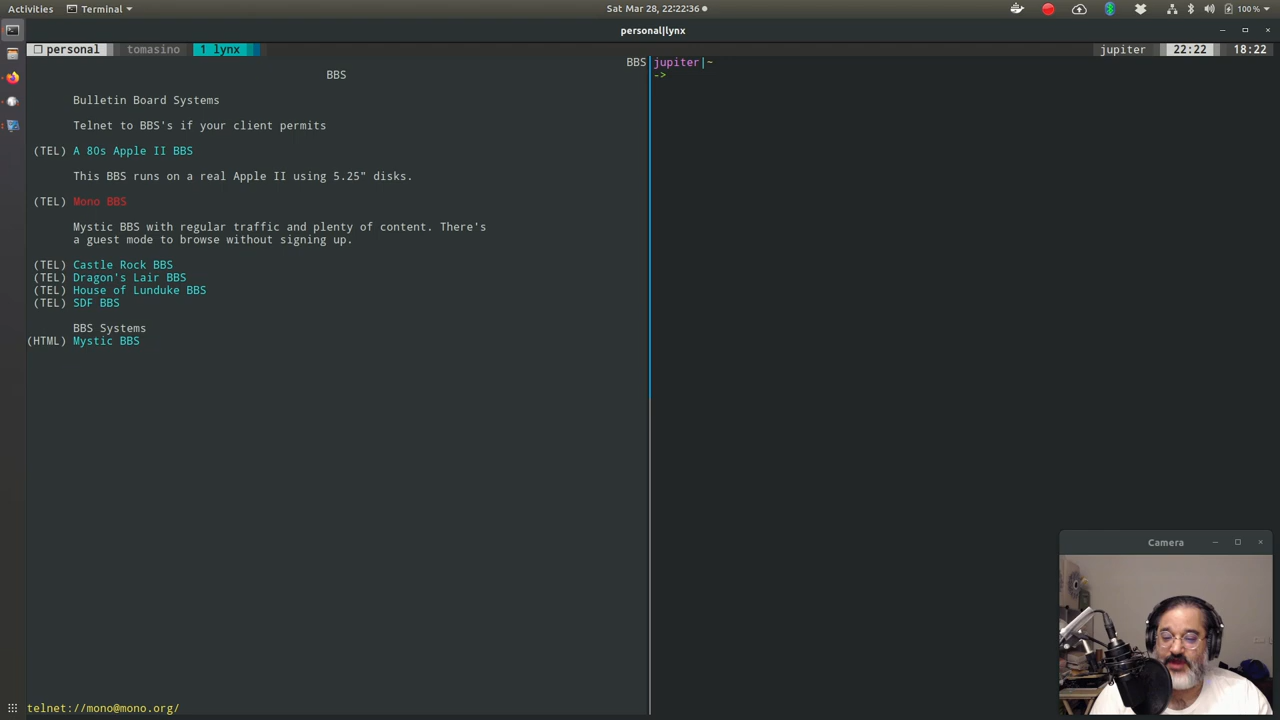 Activities Terminal Sat Mar 28, 22:22:36 100 %
personal|lynx
personal tomasino 1 lynx jupiter 22:22 18:22
BBS
BBS
Bulletin Board Systems
Telnet to BBS's if your client permits
(TEL) A 80s Apple II BBS
This BBS runs on a real Apple II using 5.25" disks.
(TEL) Mono BBS
Mystic BBS with regular traffic and plenty of content. There's
a guest mode to browse without signing up.
(TEL) Castle Rock BBS
(TEL) Dragon's Lair BBS
(TEL) House of Lunduke BBS
(TEL) SDF BBS
BBS Systems
(HTML) Mystic BBS
telnet://mono@mono.org/
jupiter|~
->
Camera